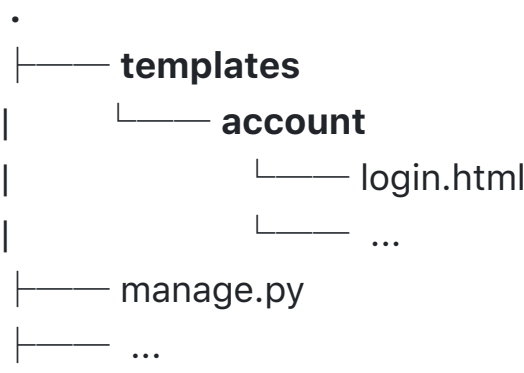 .
├── templates
|   └── account
|       └── login.html
|       └── ...
├── manage.py
├── ...